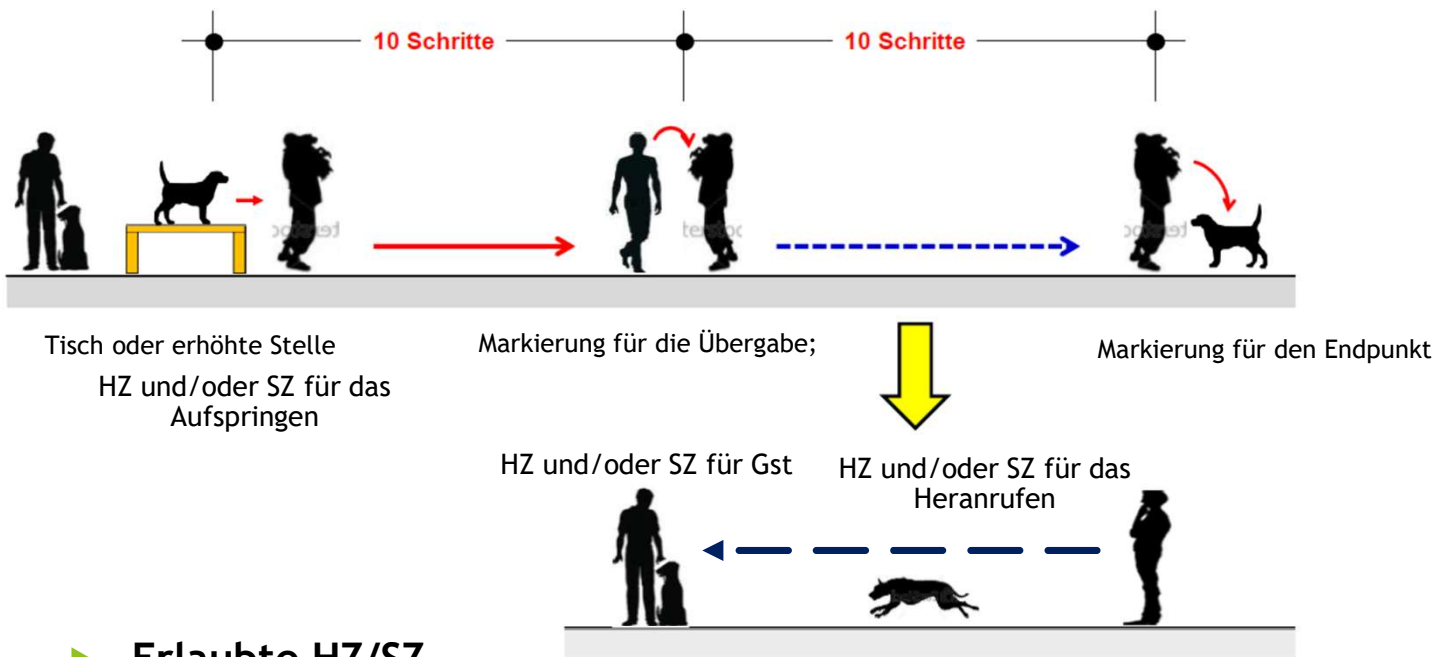 10 Schritte
10 Schritte
Tisch oder erhöhte Stelle
HZ und/oder SZ für das
Aufspringen
Markierung für die Übergabe;
Markierung für den Endpunkt
HZ und/oder SZ für Gst
HZ und/oder SZ für das
Heranrufen
Erlaubte HZ/SZ